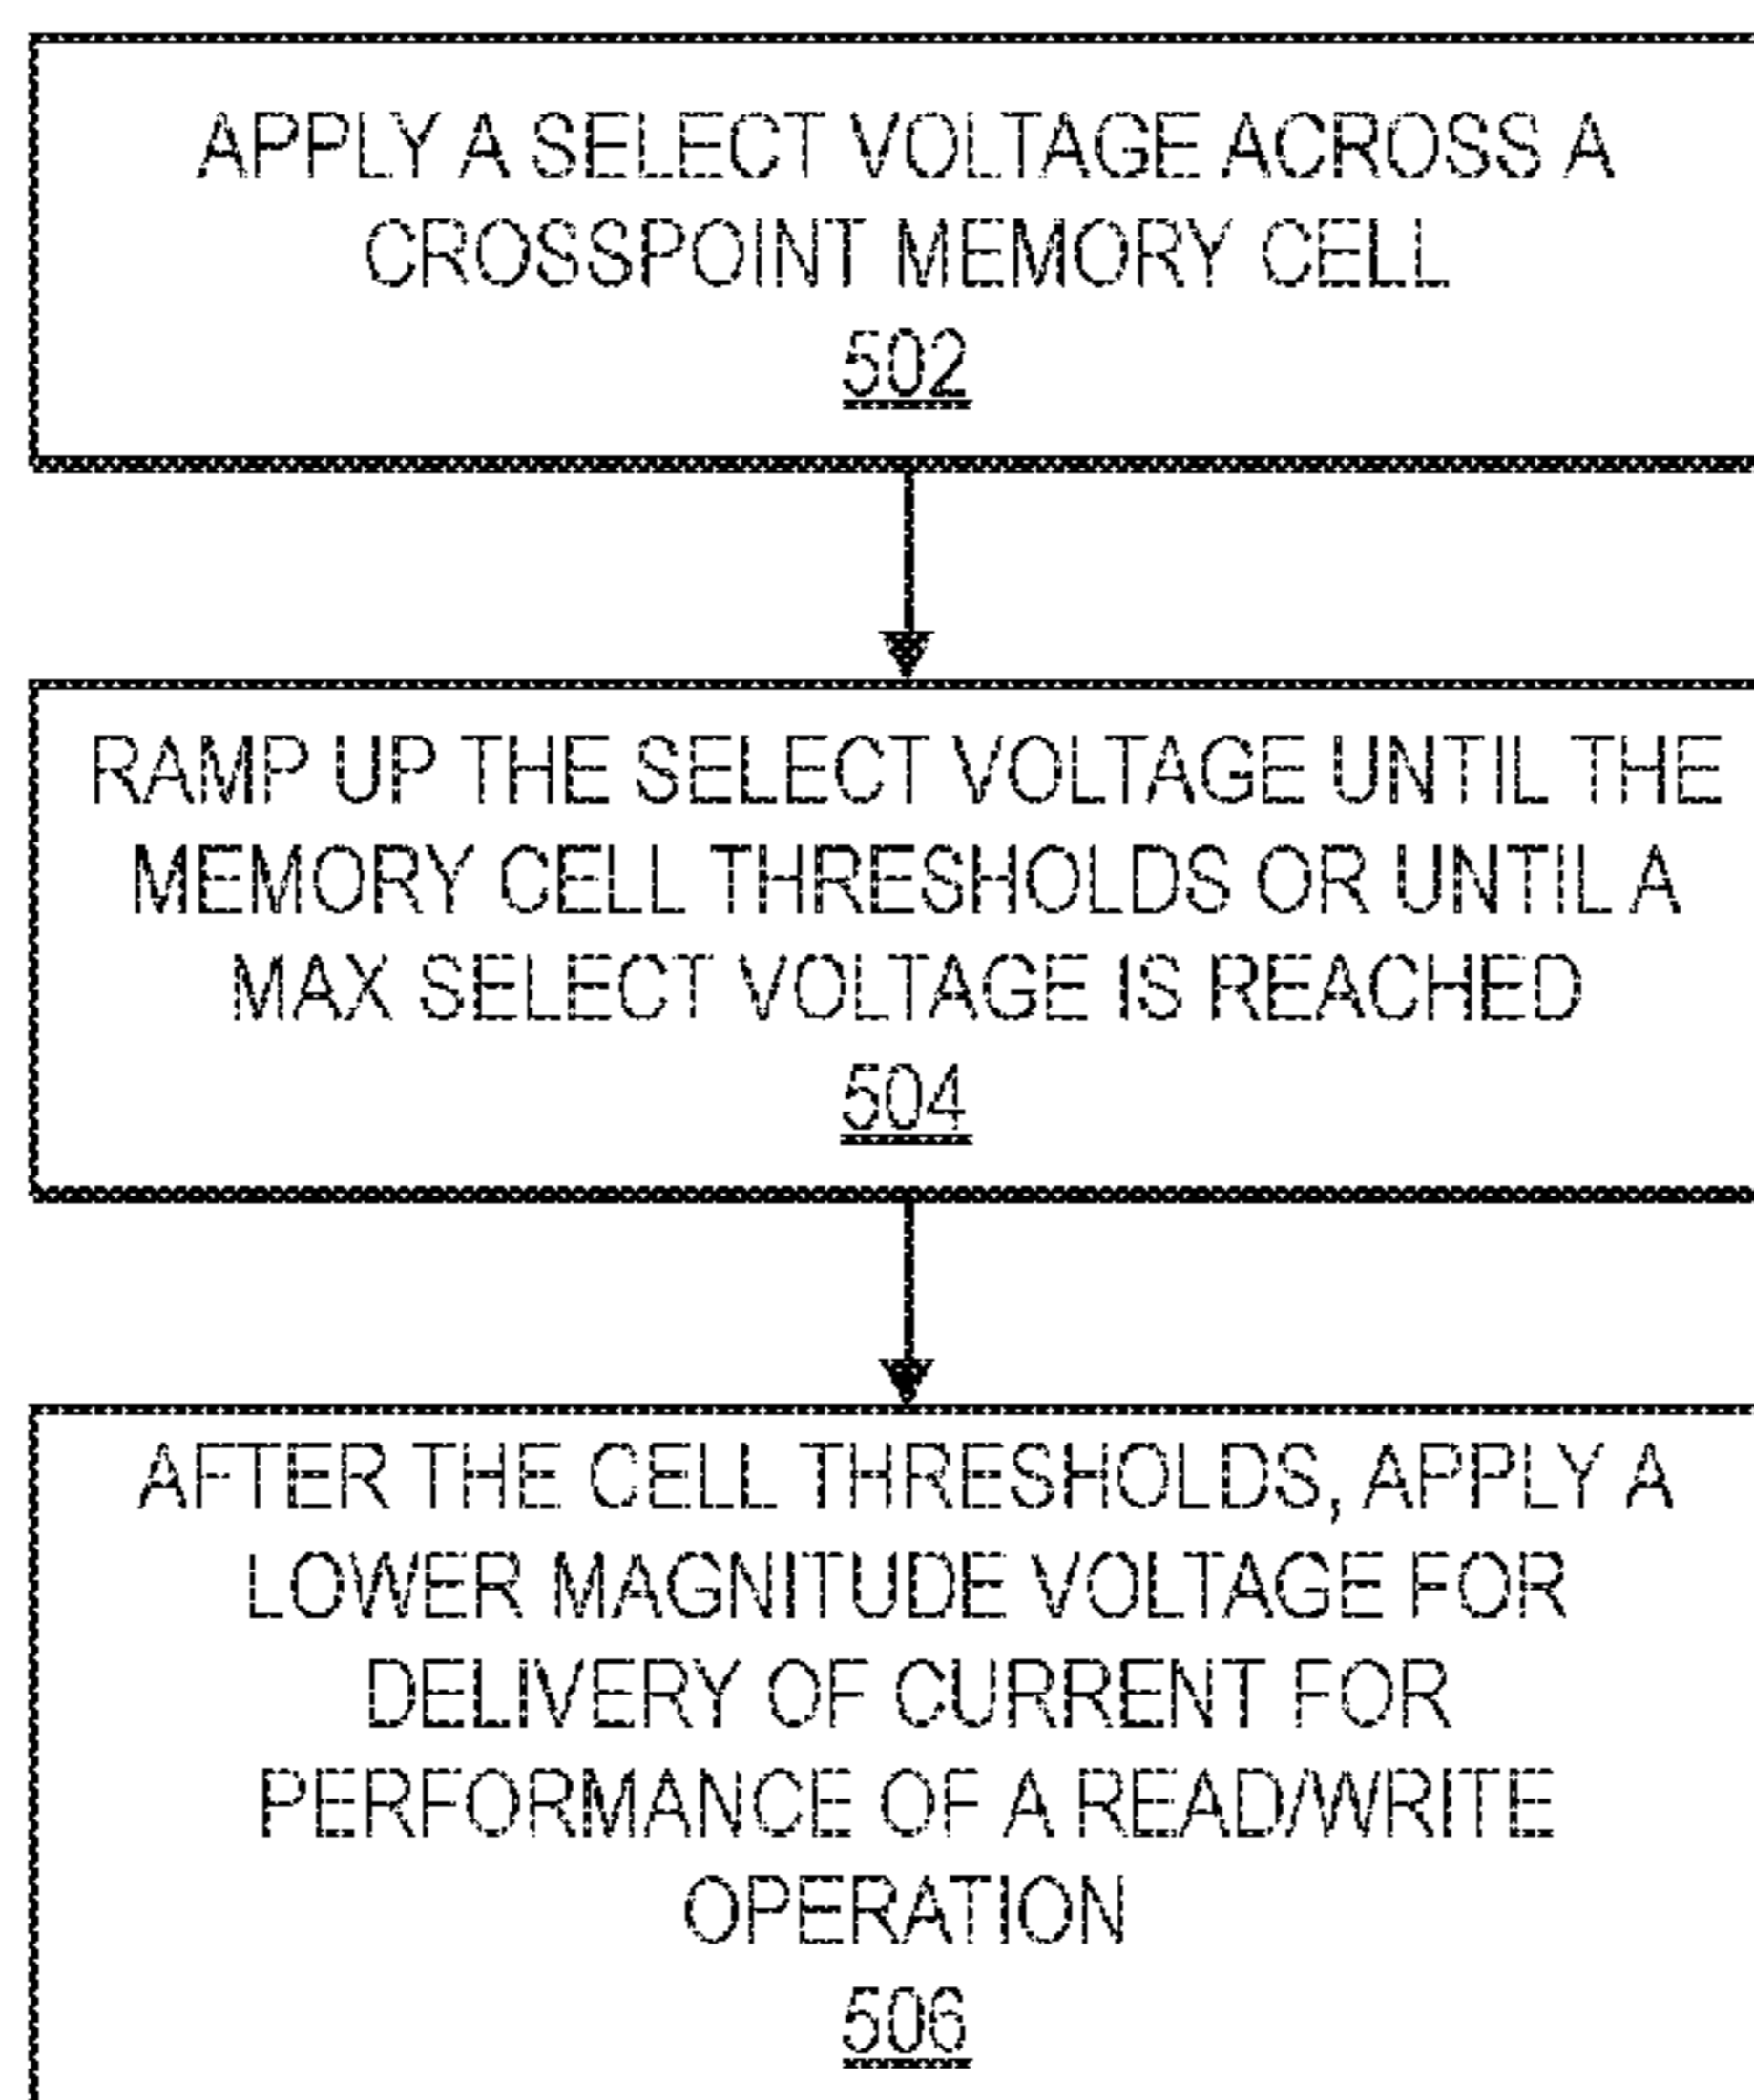 APPLY A SELECT VOLTAGE ACROSS A
CROSSPOINT MEMORY CELL
502
RAMP UP THE SELECT VOLTAGE UNTIL THE
MEMORY CELL THRESHOLDS OR UNTIL A
MAX SELECT VOLTAGE IS REACHED
504
AFTER THE CELL THRESHOLDS, APPLY A
LOWER MAGNITUDE VOLTAGE FOR
DELIVERY OF CURRENT FOR
PERFORMANCE OF A READ/WRITE
OPERATION
506